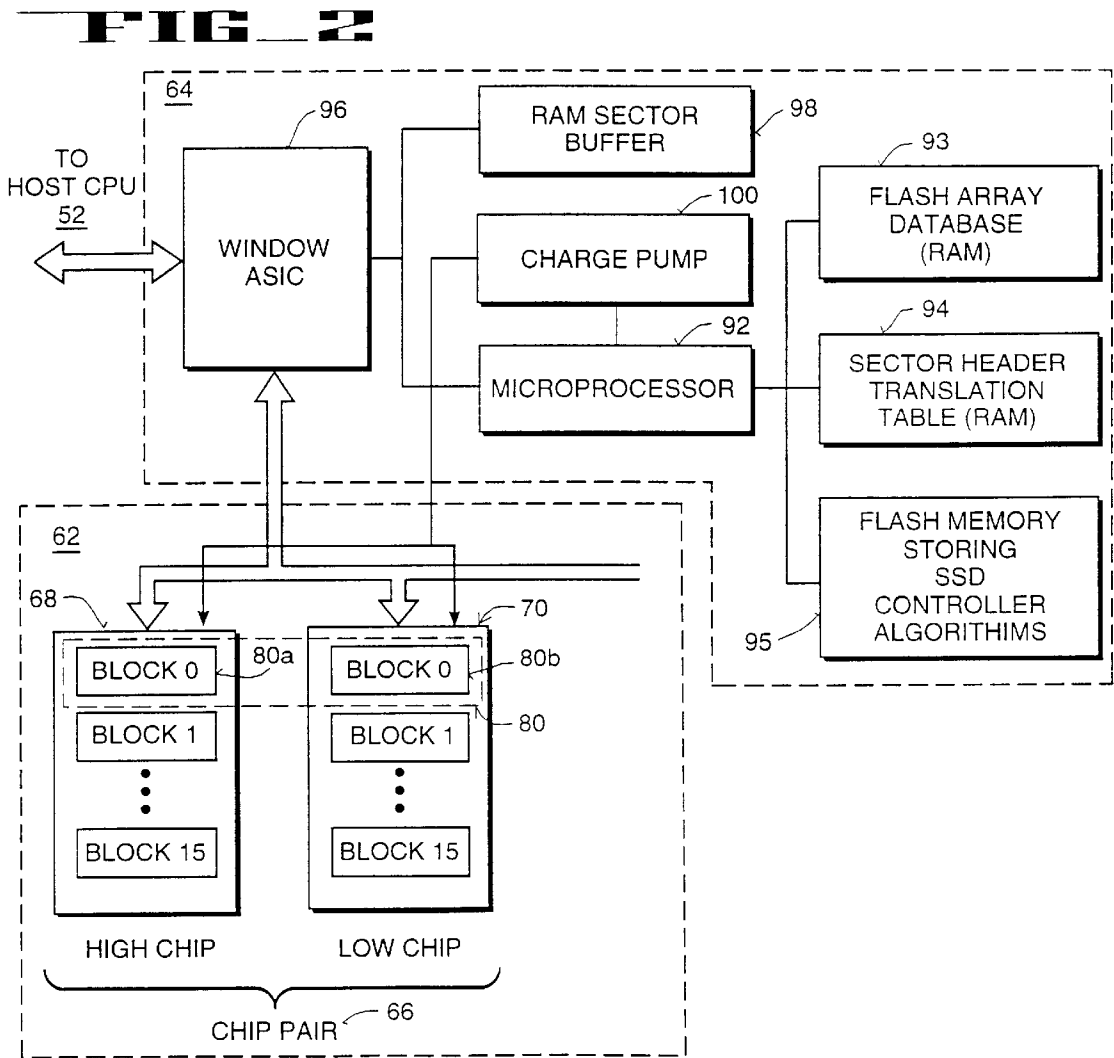 FIG_2
64
96
TO
HOST CPU
52
WINDOW
ASIC
RAM SECTOR
BUFFER
98
100
CHARGE PUMP
92
MICROPROCESSOR
93
FLASH ARRAY
DATABASE
(RAM)
94
SECTOR HEADER
TRANSLATION
TABLE (RAM)
FLASH MEMORY
STORING
SSD
CONTROLLER
ALGORITHIMS
95
62
68
70
BLOCK 0
80a
BLOCK 0
80b
80
BLOCK 1
BLOCK 1
BLOCK 15
BLOCK 15
HIGH CHIP
LOW CHIP
CHIP PAIR
66